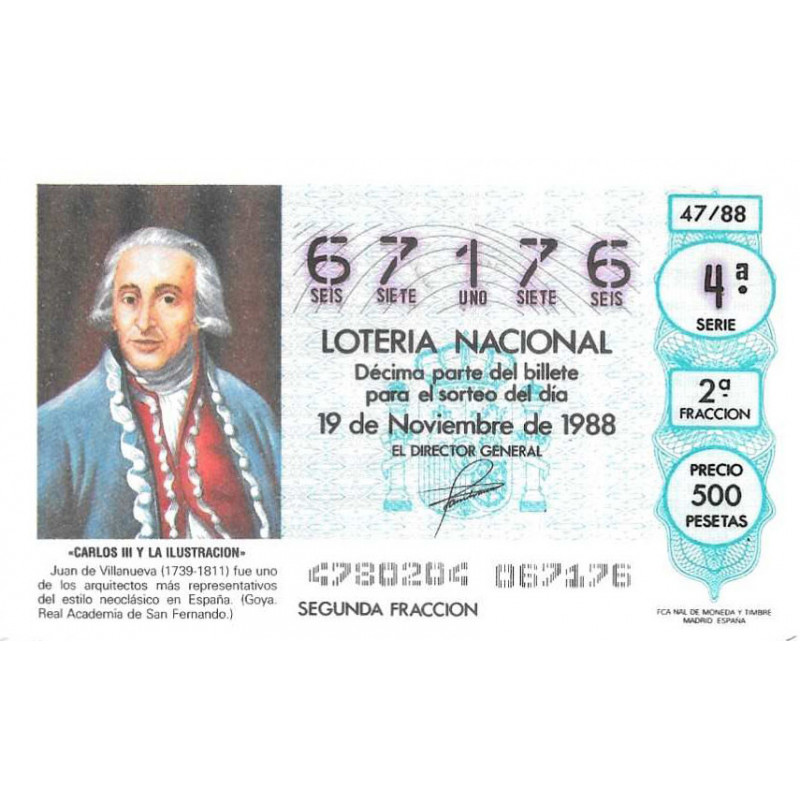 67176
SEIS SIETE UNO SIETE SEIS
LOTERIA NACIONAL
Décima parte del billete
para el sorteo del día
19 de Noviembre de 1988
EL DIRECTOR GENERAL
4780204 067176
SEGUNDA FRACCION
47/88
4ª
SERIE
2ª
FRACCION
PRECIO
500
PESETAS
FCA NAL DE MONEDA Y TIMBRE
MADRID ESPAÑA
«CARLOS III Y LA ILUSTRACION»
Juan de Villanueva (1739-1811) fue uno
de los arquitectos más representativos
del estilo neoclásico en España. (Goya.
Real Academia de San Fernando.)